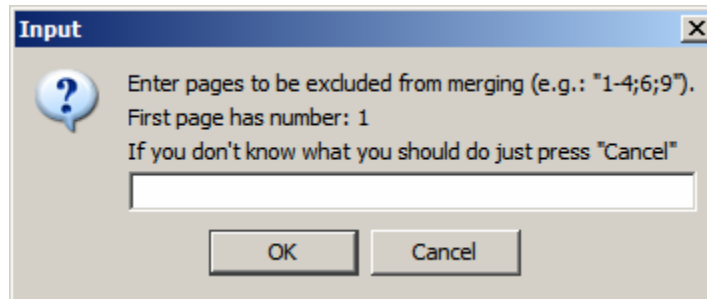 Input
Enter pages to be excluded from merging (e.g.: "1-4;6;9").
First page has number: 1
If you don't know what you should do just press "Cancel"
OK Cancel